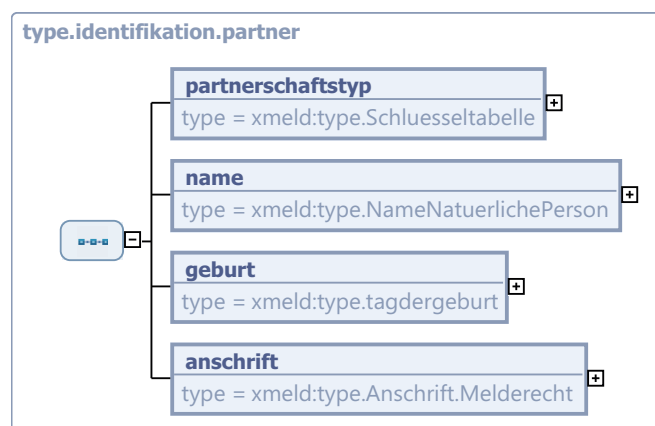 type.identifikation.partner
partnerschaftstyp
type = xmeld:type.Schluesseltabelle
name
type = xmeld:type.NameNatuerlichePerson
geburt
type = xmeld:type.tagdergeburt
anschrift
type = xmeld:type.Anschrift.Melderecht